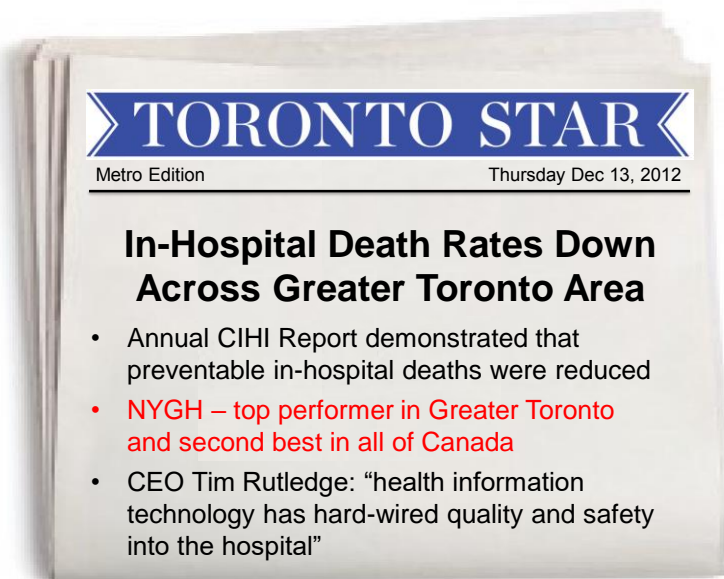 TORONTO STAR
Metro Edition Thursday Dec 13, 2012
In-Hospital Death Rates Down
Across Greater Toronto Area
• Annual CIHI Report demonstrated that
preventable in-hospital deaths were reduced
• NYGH – top performer in Greater Toronto
and second best in all of Canada
• CEO Tim Rutledge: “health information
technology has hard-wired quality and safety
into the hospital”